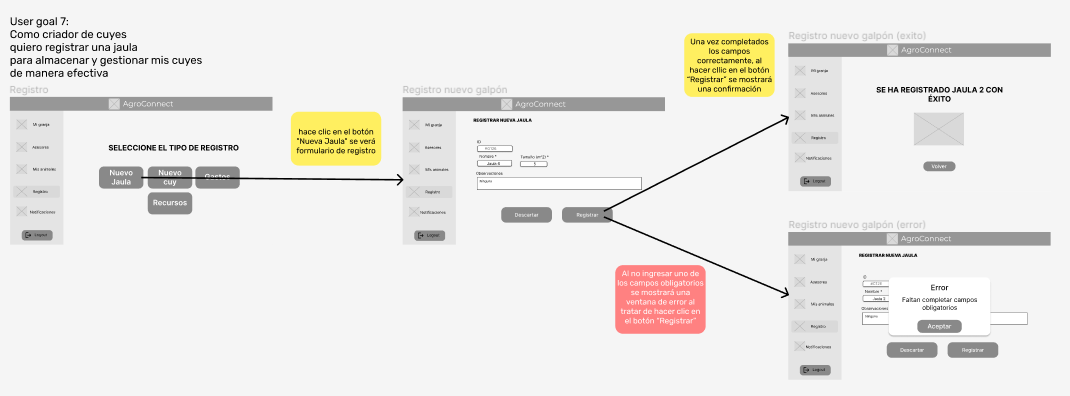 User goal 7:
Como criador de cuyes
quiero registrar una jaula
para almacenar y gestionar mis cuyes
de manera efectiva
Registro
AgroConnect
Mi granja
Asesores
Mis animales
Registro
Notificaciones
Logout
SELECCIONE EL TIPO DE REGISTRO
Nuevo
Jaula
Nuevo
cuy
Gastos
Recursos
hace clic en el botón
"Nueva Jaula" se verá
formulario de registro
Registro nuevo galpón
AgroConnect
Mi granja
Asesores
Mis animales
Registro
Notificaciones
Logout
REGISTRAR NUEVA JAULA
ID
Nombre *
Tamaño (m^2) *
Observaciones
Ninguna
Descartar
Registrar
Una vez completados
los campos
correctamente, al
hacer cllic en el botón
"Registrar" se mostrará
una confirmación
Al no ingresar uno de
los campos obligatorios
se mostrará una
ventana de error al
tratar de hacer clic en
el botón "Registrar"
Registro nuevo galpón (exito)
AgroConnect
Mi granja
Asesores
Mis animales
Registro
Notificaciones
Logout
SE HA REGISTRADO JAULA 2 CON
ÉXITO
Volver
Registro nuevo galpón (error)
AgroConnect
Mi granja
Asesores
Mis animales
Registro
Notificaciones
Logout
REGISTRAR NUEVA JAULA
ID
Nombre *
Jaula 2
Observaciones
Ninguna
Error
Faltan completar campos
obligatorios
Aceptar
Descartar
Registrar